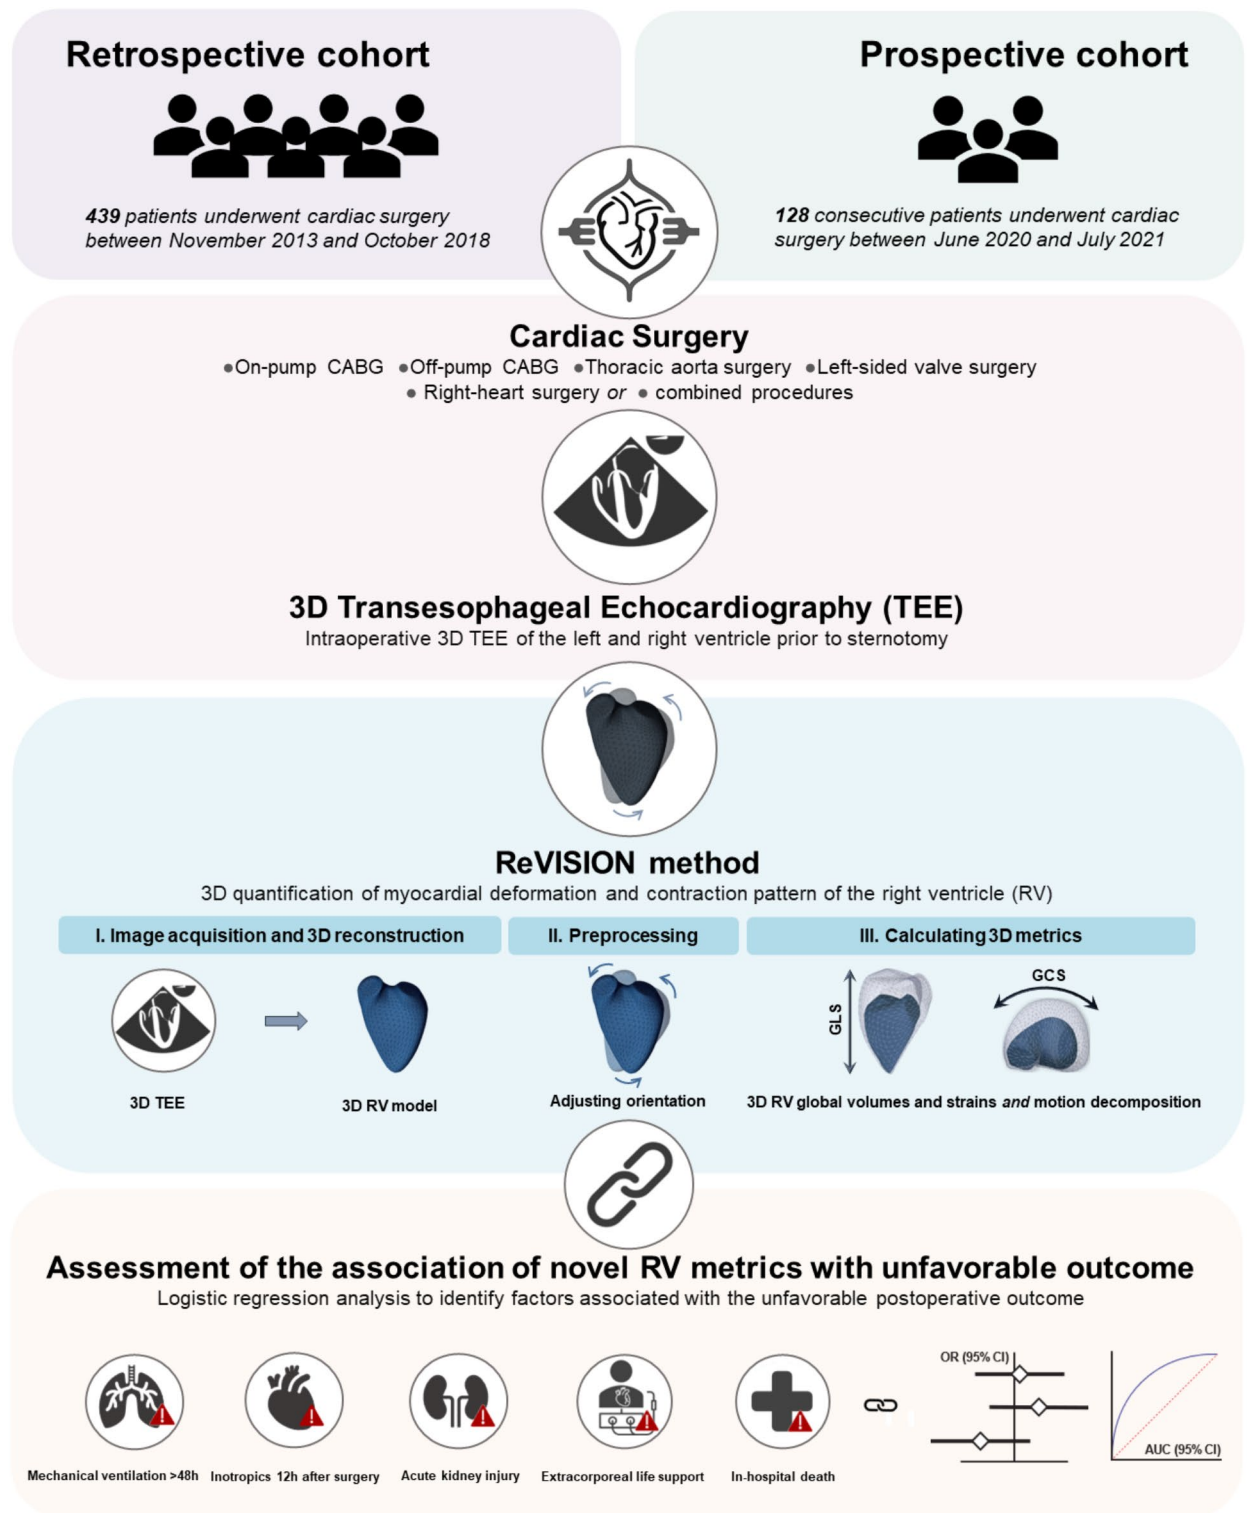 Retrospective cohort
439 patients underwent cardiac surgery
between November 2013 and October 2018
Prospective cohort
128 consecutive patients underwent cardiac
surgery between June 2020 and July 2021
Cardiac Surgery
●On-pump CABG ●Off-pump CABG ●Thoracic aorta surgery ●Left-sided valve surgery
● Right-heart surgery or ● combined procedures
3D Transesophageal Echocardiography (TEE)
Intraoperative 3D TEE of the left and right ventricle prior to sternotomy
ReVISION method
3D quantification of myocardial deformation and contraction pattern of the right ventricle (RV)
I. Image acquisition and 3D reconstruction
II. Preprocessing
III. Calculating 3D metrics
GLS
GCS
3D TEE
3D RV model
Adjusting orientation
3D RV global volumes and strains and motion decomposition
Assessment of the association of novel RV metrics with unfavorable outcome
Logistic regression analysis to identify factors associated with the unfavorable postoperative outcome
OR (95% CI)
AUC (95% CI)
Mechanical ventilation >48h
Inotropics 12h after surgery
Acute kidney injury
Extracorporeal life support
In-hospital death